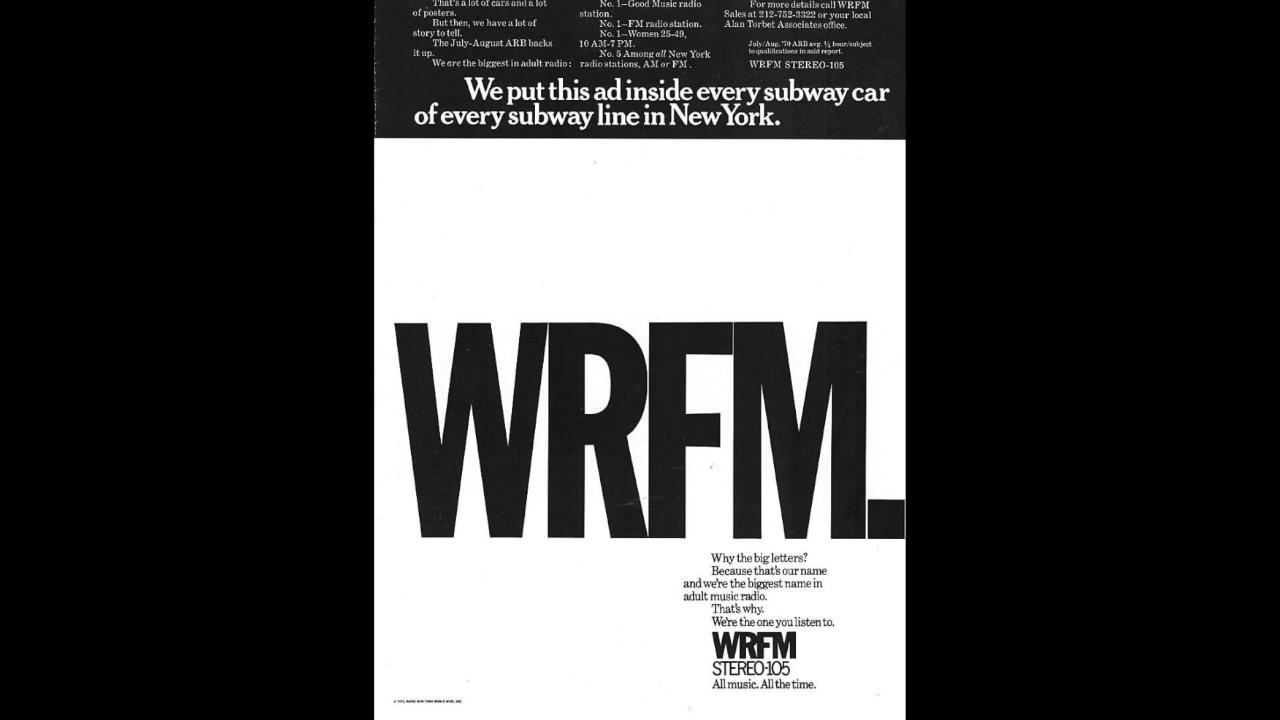 That's a lot of cars and a lot
of posters.
But then, we have a lot of
story to tell.
The July-August ARB backs
it up.
We are the biggest in adult radio:
No. 1—Good Music radio
station.
No. 1—FM radio station.
No. 1—Women 25-49,
10 AM-7 PM.
No. 5 Among all New York
radio stations, AM or FM.
For more details call WRFM
Sales at 212-752-3322 or your local
Alan Torbet Associates office.
July/Aug. '70 ARB avg. ¼ hour/subject
to qualifications in said report.
WRFM STEREO-105
We put this ad inside every subway car
of every subway line in New York.
WRFM.
Why the big letters?
Because that's our name
and we're the biggest name in
adult music radio.
That's why.
We're the one you listen to.
WRFM
STEREO-105
All music. All the time.